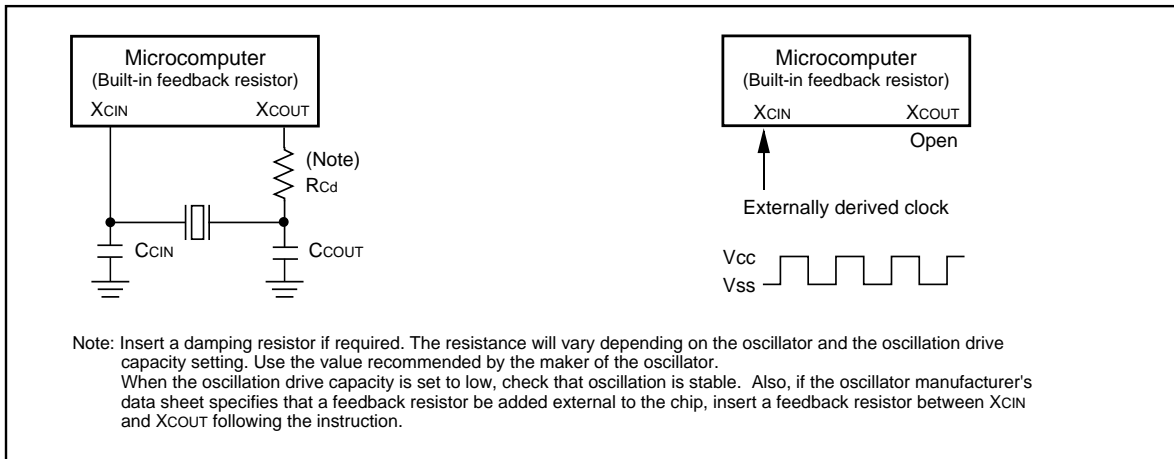 Microcomputer
(Built-in feedback resistor)
XCIN XCOUT
(Note)
RCd
CCIN
CCOUT
Microcomputer
(Built-in feedback resistor)
XCIN XCOUT
Open
Externally derived clock
Vcc
Vss
Note: Insert a damping resistor if required. The resistance will vary depending on the oscillator and the oscillation drive
capacity setting. Use the value recommended by the maker of the oscillator.
When the oscillation drive capacity is set to low, check that oscillation is stable. Also, if the oscillator manufacturer's
data sheet specifies that a feedback resistor be added external to the chip, insert a feedback resistor between XCIN
and XCOUT following the instruction.